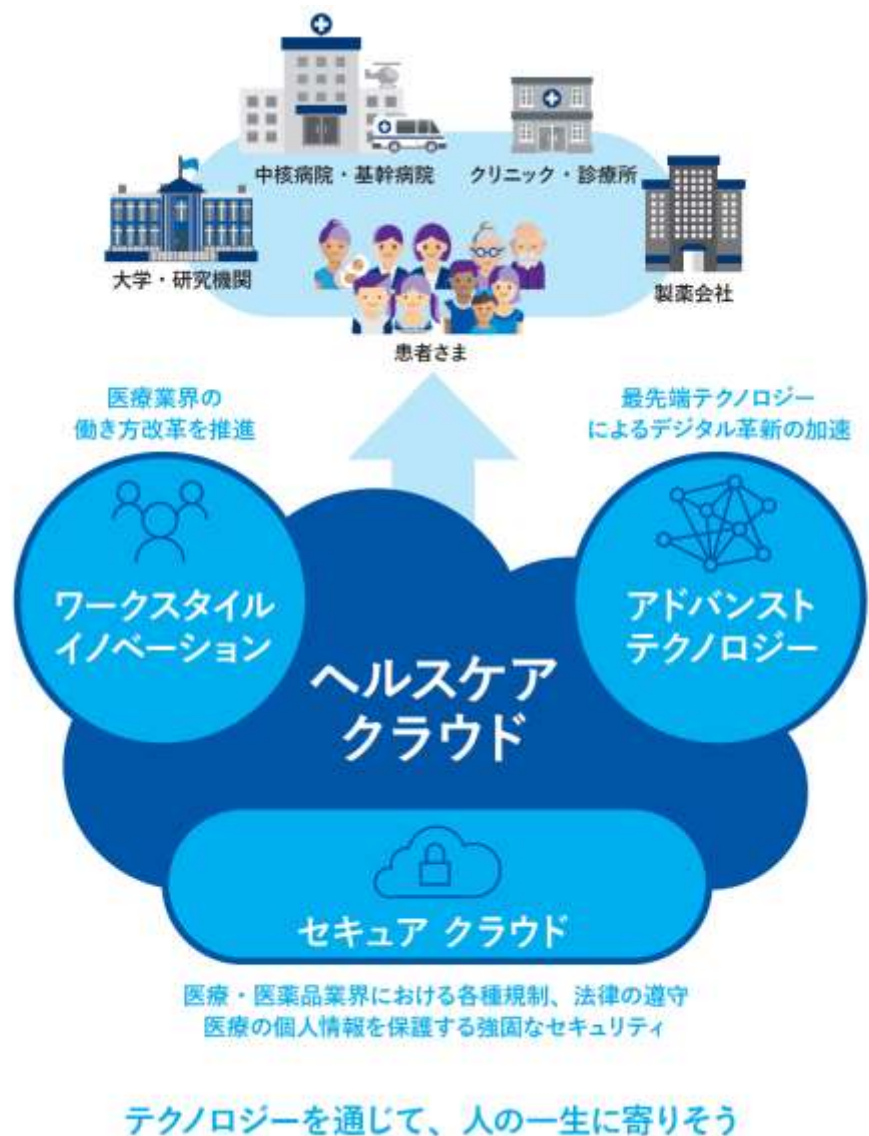 中核病院・基幹病院
クリニック・診療所
大学・研究機関
製薬会社
患者さま
医療業界の
働き方改革を推進
最先端テクノロジー
によるデジタル革新の加速
ワークスタイル
イノベーション
アドバンスト
テクノロジー
ヘルスケア
クラウド
セキュア クラウド
医療・医薬品業界における各種規制、法律の遵守
医療の個人情報を保護する強固なセキュリティ
テクノロジーを通じて、人の一生に寄りそう